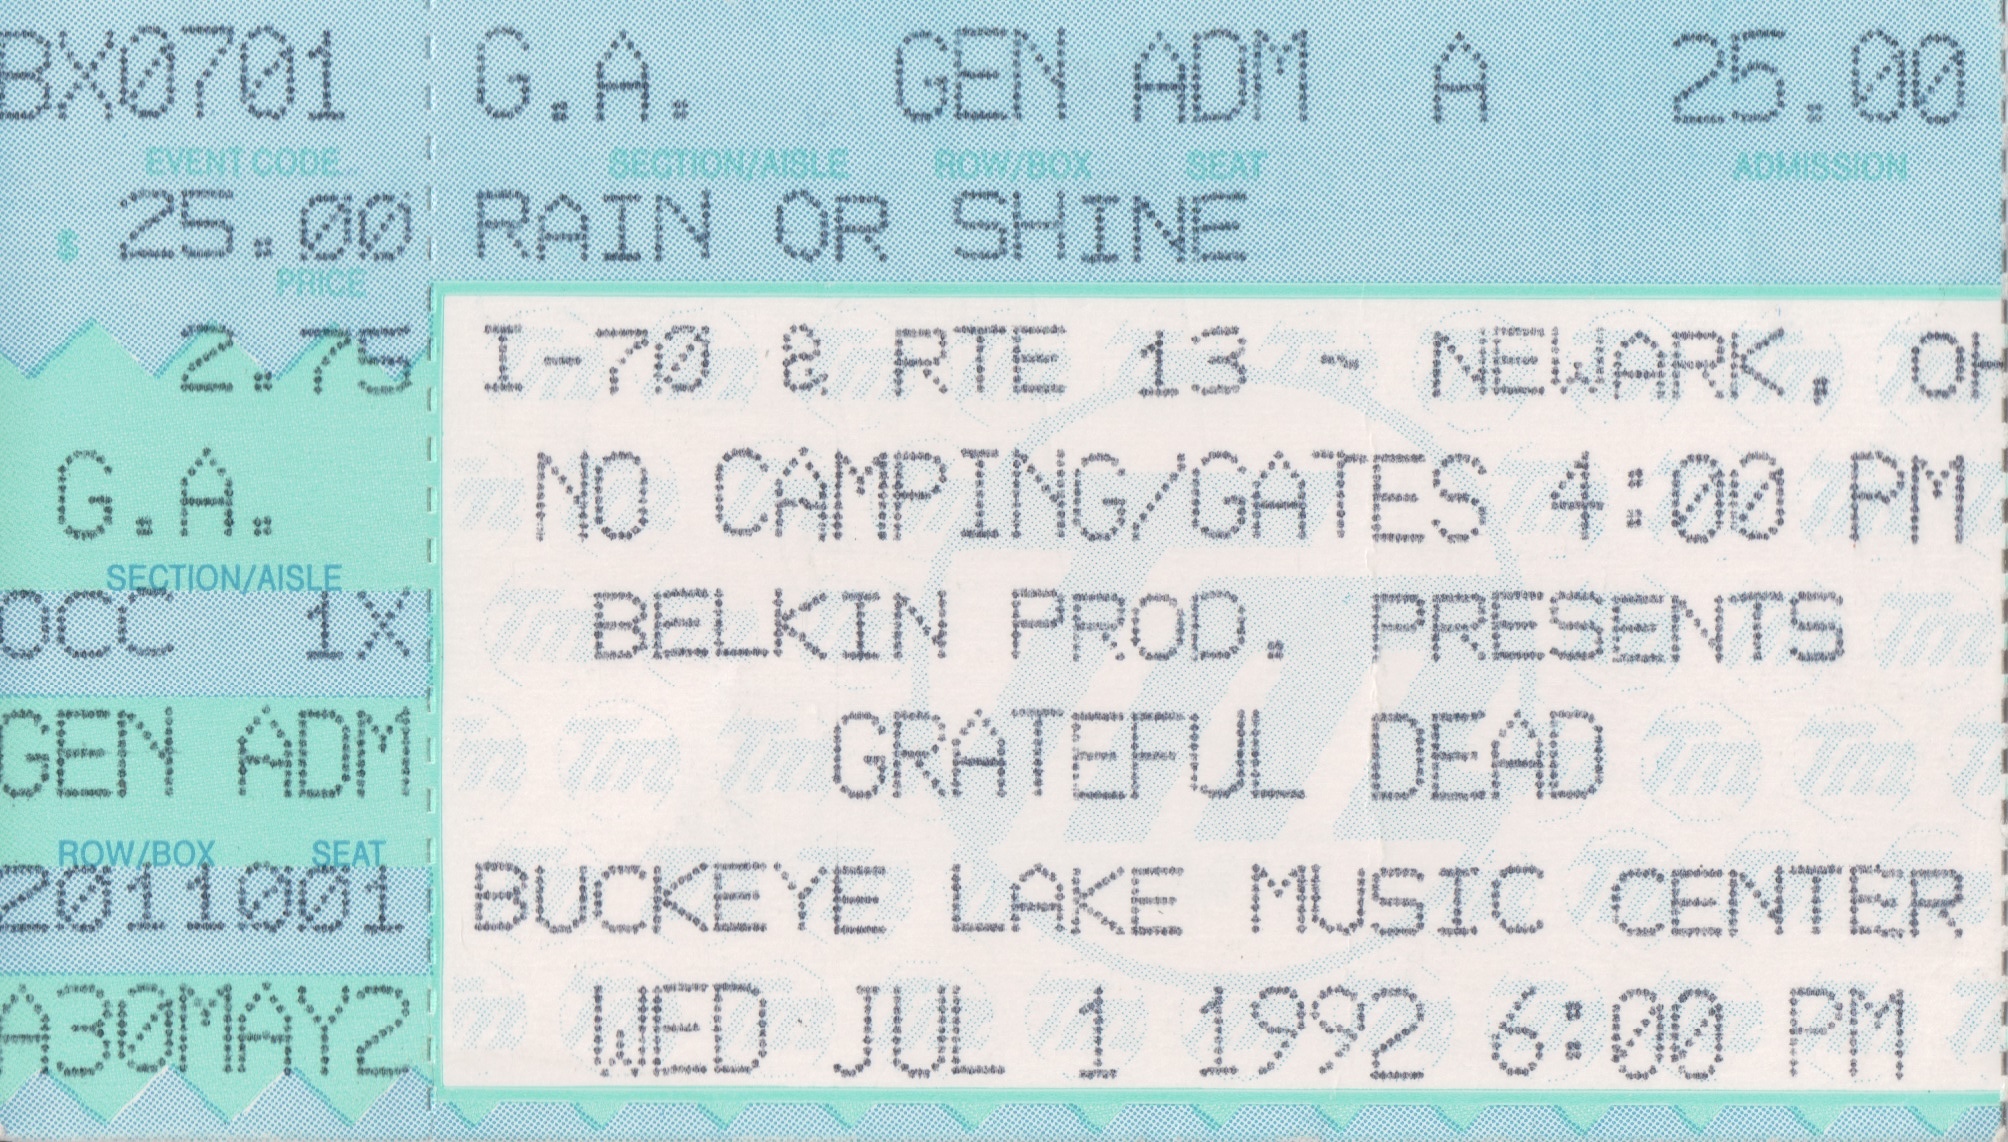 BX0701
EVENT CODE
$ 25.00
PRICE
2.75
G.A.
SECTION/AISLE
OCC 1X
GEN ADM
ROW/BOX SEAT
2011001
A30MAY2
G.A. GEN ADM A 25.00
SECTION/AISLE ROW/BOX SEAT ADMISSION
RAIN OR SHINE
I-70 & RTE 13 - NEWARK, OH
NO CAMPING/GATES 4:00 PM
BELKIN PROD. PRESENTS
GRATEFUL DEAD
BUCKEYE LAKE MUSIC CENTER
WED JUL 1 1992 6:00 PM